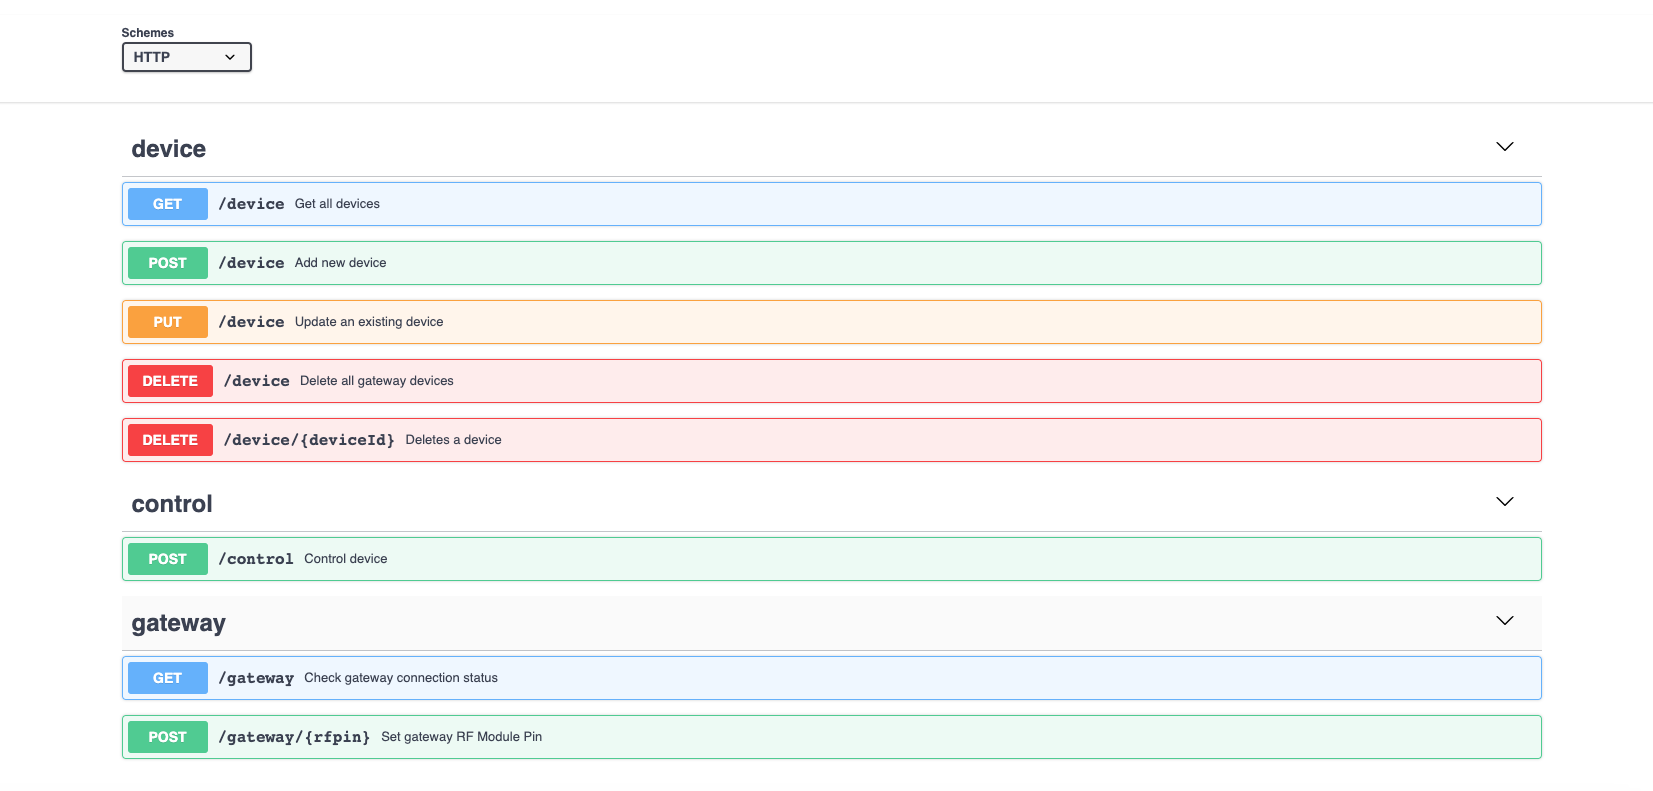 Schemes
HTTP
device
GET /device Get all devices
POST /device Add new device
PUT /device Update an existing device
DELETE /device Delete all gateway devices
DELETE /device/{deviceId} Deletes a device
control
POST /control Control device
gateway
GET /gateway Check gateway connection status
POST /gateway/{rfpin} Set gateway RF Module Pin